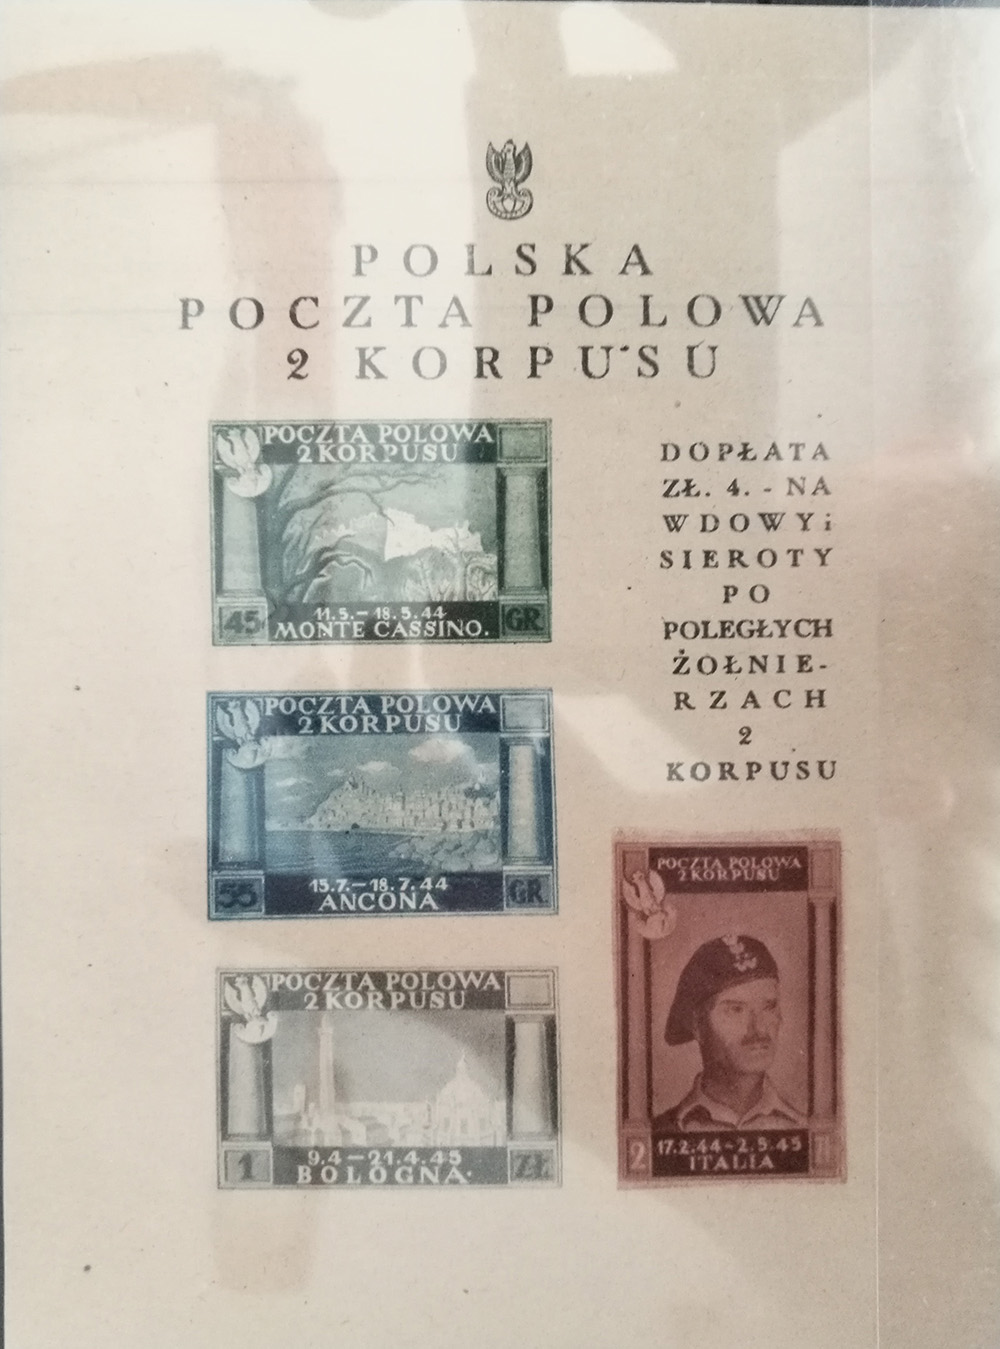 POLSKA
POCZTA POLOWA
2 KORPUSU
POCZTA POLOWA
2 KORPUSU
45 GR
11.5.–18.5.44
MONTE CASSINO.
DOPŁATA
ZŁ. 4.-NA
WDOWY i
SIEROTY
PO
POLEGŁYCH
ŻOŁNIE-
RZACH
2
KORPUSU
POCZTA POLOWA
2 KORPUSU
55 GR.
15.7.–18.7.44
ANCONA
POCZTA POLOWA
2 KORPUSU
1 ZŁ
9.4–21.4.45
BOLOGNA.
POCZTA POLOWA
2 KORPUSU
2
17.2.44–2.5.45
ITALIA